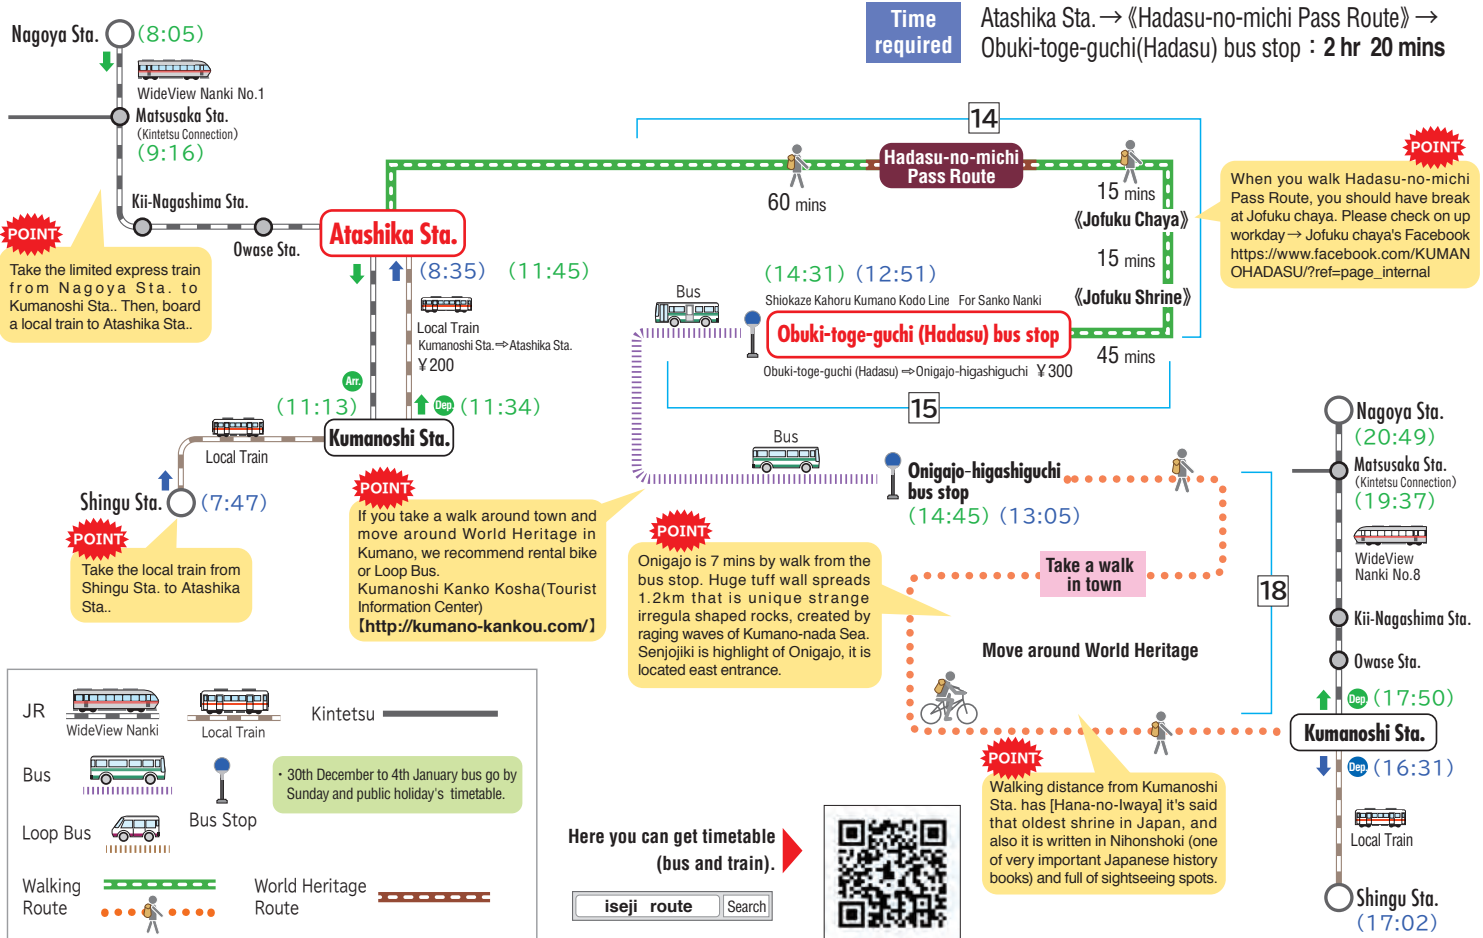 Time
required
Atashika Sta.→《Hadasu-no-michi Pass Route》→
Obuki-toge-guchi(Hadasu) bus stop：2 hr 20 mins
Nagoya Sta.
(8:05)
WideView Nanki No.1
Matsusaka Sta.
(Kintetsu Connection)
(9:16)
Kii-Nagashima Sta.
Owase Sta.
POINT
Take the limited express train
from Nagoya Sta. to
Kumanoshi Sta.. Then, board
a local train to Atashika Sta..
Atashika Sta.
(8:35)
(11:45)
Local Train
Kumanoshi Sta.⇨Atashika Sta.
¥200
Arr.
(11:13)
Dep.
(11:34)
Kumanoshi Sta.
Local Train
Shingu Sta.
(7:47)
POINT
Take the local train from
Shingu Sta. to Atashika
Sta..
14
60 mins
Hadasu-no-michi
Pass Route
15 mins
《Jofuku Chaya》
15 mins
《Jofuku Shrine》
45 mins
POINT
When you walk Hadasu-no-michi
Pass Route, you should have break
at Jofuku chaya. Please check on up
workday→ Jofuku chaya's Facebook
https://www.facebook.com/KUMAN
OHADASU/?ref=page_internal
(14:31) (12:51)
Shiokaze Kahoru Kumano Kodo Line For Sanko Nanki
Bus
Obuki-toge-guchi (Hadasu) bus stop
Obuki-toge-guchi (Hadasu) ⇨Onigajo-higashiguchi ¥300
15
Bus
Onigajo-higashiguchi
bus stop
(14:45) (13:05)
POINT
If you take a walk around town and
move around World Heritage in
Kumano, we recommend rental bike
or Loop Bus.
Kumanoshi Kanko Kosha(Tourist
Information Center)
【http://kumano-kankou.com/】
POINT
Onigajo is 7 mins by walk from the
bus stop. Huge tuff wall spreads
1.2km that is unique strange
irregula shaped rocks, created by
raging waves of Kumano-nada Sea.
Senjojiki is highlight of Onigajo, it is
located east entrance.
Take a walk
in town
18
Move around World Heritage
POINT
Walking distance from Kumanoshi
Sta. has [Hana-no-Iwaya] it's said
that oldest shrine in Japan, and
also it is written in Nihonshoki (one
of very important Japanese history
books) and full of sightseeing spots.
Nagoya Sta.
(20:49)
Matsusaka Sta.
(Kintetsu Connection)
(19:37)
WideView
Nanki No.8
Kii-Nagashima Sta.
Owase Sta.
Dep.
(17:50)
Kumanoshi Sta.
Dep.
(16:31)
Local Train
Shingu Sta.
(17:02)
JR
WideView Nanki
Local Train
Kintetsu
Bus
Bus Stop
・30th December to 4th January bus go by
Sunday and public holiday's timetable.
Loop Bus
Walking
Route
World Heritage
Route
Here you can get timetable
(bus and train).
iseji route
Search